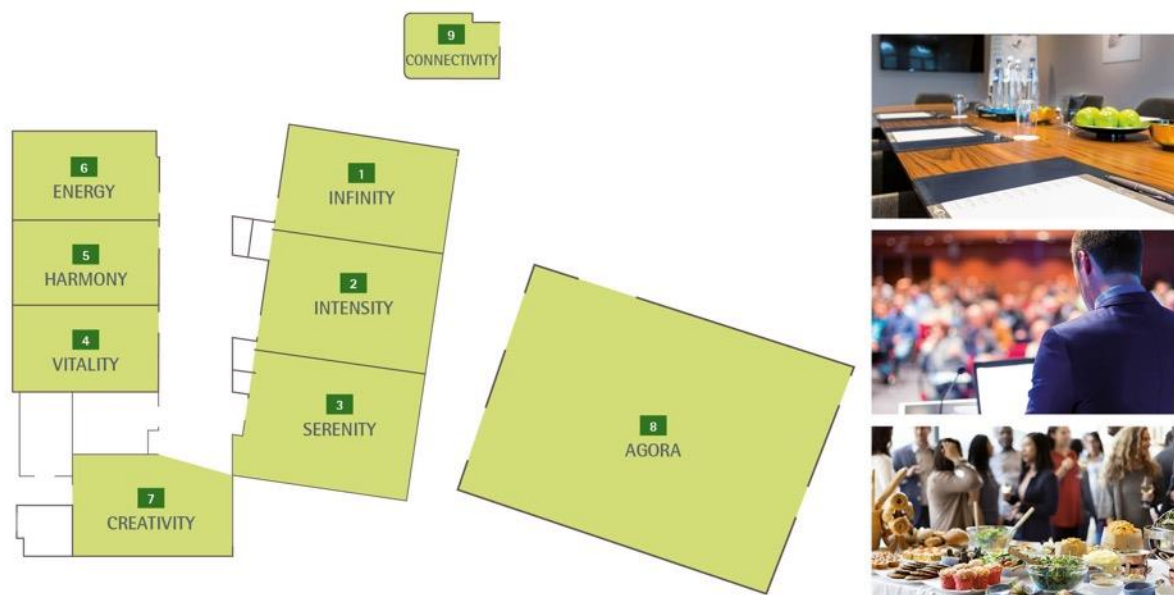 9
CONNECTIVITY
6
ENERGY
1
INFINITY
5
HARMONY
2
INTENSITY
4
VITALITY
3
SERENITY
8
AGORA
7
CREATIVITY